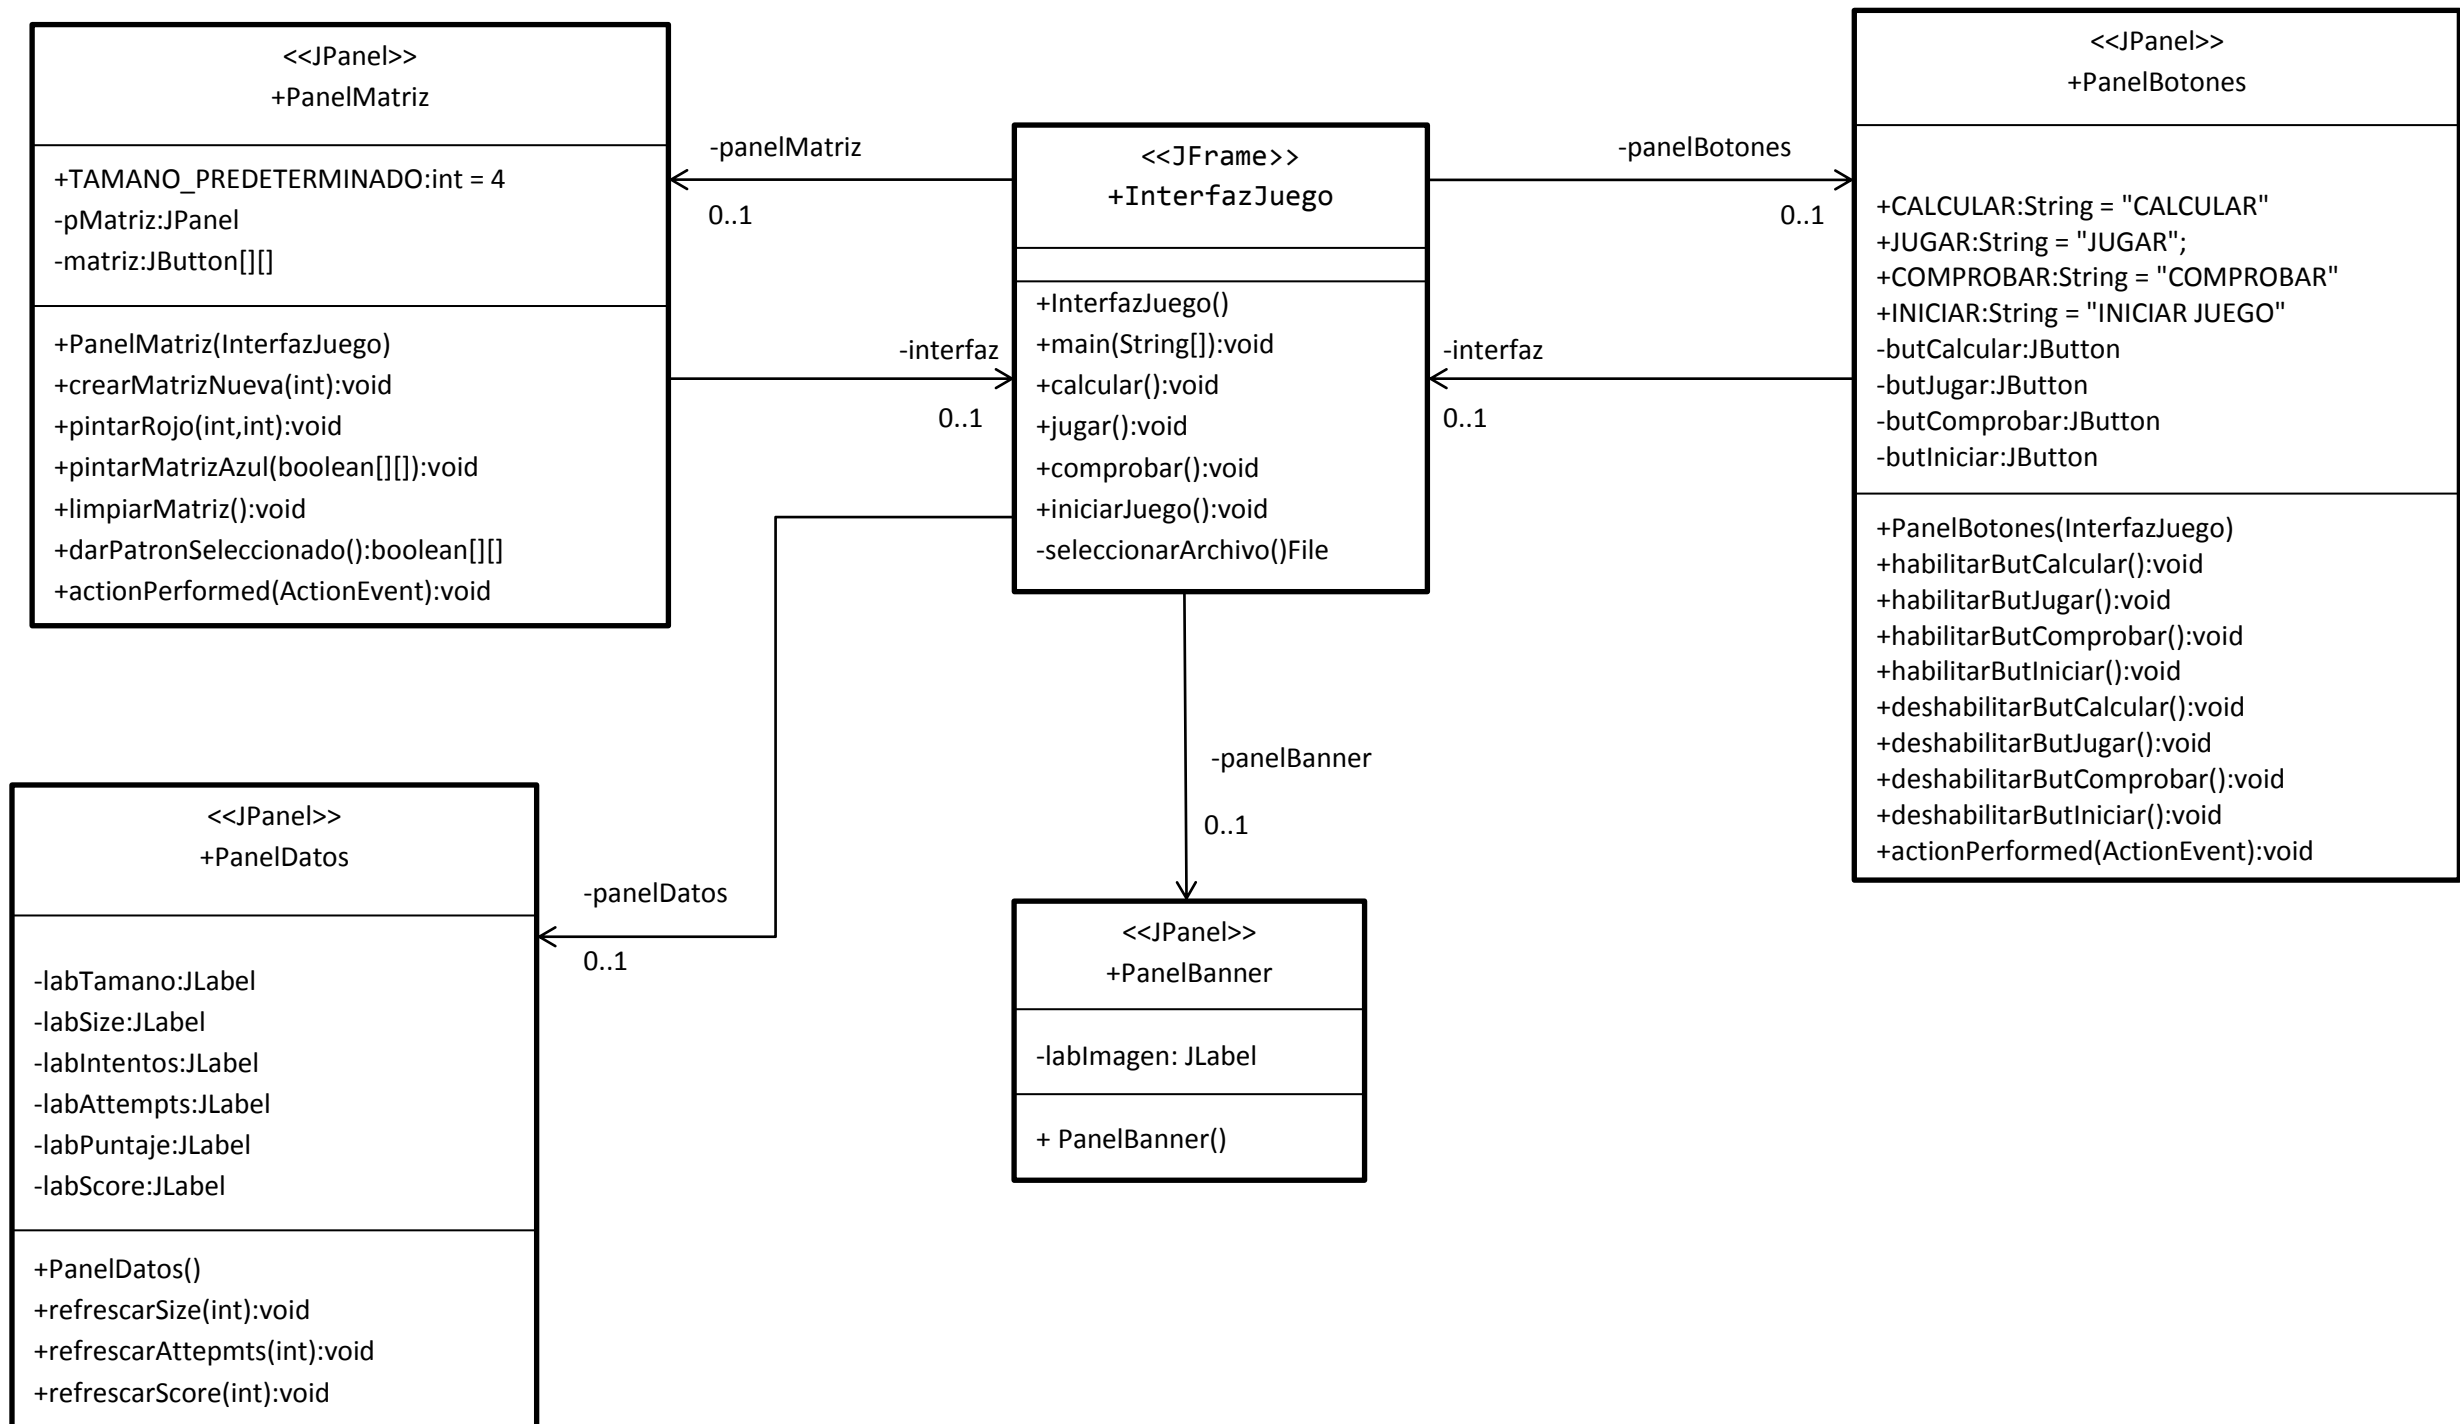 <<JPanel>>
+PanelMatriz
+TAMANO_PREDETERMINADO:int = 4
-pMatriz:JPanel
-matriz:JButton[][]
+PanelMatriz(InterfazJuego)
+crearMatrizNueva(int):void
+pintarRojo(int,int):void
+pintarMatrizAzul(boolean[][]):void
+limpiarMatriz():void
+darPatronSeleccionado():boolean[][]
+actionPerformed(ActionEvent):void
-panelMatriz
0..1
-interfaz
0..1
<<JFrame>>
+InterfazJuego
+InterfazJuego()
+main(String[]):void
+calcular():void
+jugar():void
+comprobar():void
+iniciarJuego():void
-seleccionarArchivo()File
-panelBotones
0..1
-interfaz
0..1
<<JPanel>>
+PanelBotones
+CALCULAR:String = "CALCULAR"
+JUGAR:String = "JUGAR";
+COMPROBAR:String = "COMPROBAR"
+INICIAR:String = "INICIAR JUEGO"
-butCalcular:JButton
-butJugar:JButton
-butComprobar:JButton
-butIniciar:JButton
+PanelBotones(InterfazJuego)
+habilitarButCalcular():void
+habilitarButJugar():void
+habilitarButComprobar():void
+habilitarButIniciar():void
+deshabilitarButCalcular():void
+deshabilitarButJugar():void
+deshabilitarButComprobar():void
+deshabilitarButIniciar():void
+actionPerformed(ActionEvent):void
<<JPanel>>
+PanelDatos
-labTamano:JLabel
-labSize:JLabel
-labIntentos:JLabel
-labAttempts:JLabel
-labPuntaje:JLabel
-labScore:JLabel
+PanelDatos()
+refrescarSize(int):void
+refrescarAttepmts(int):void
+refrescarScore(int):void
-panelDatos
0..1
-panelBanner
0..1
<<JPanel>>
+PanelBanner
-labImagen: JLabel
+ PanelBanner()